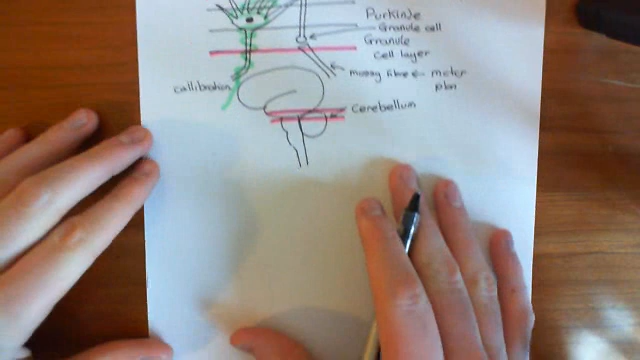 Purkinje
Granule cell
Granule
cell layer
mossy fibre ← motor
plan
callibration
Cerebellum